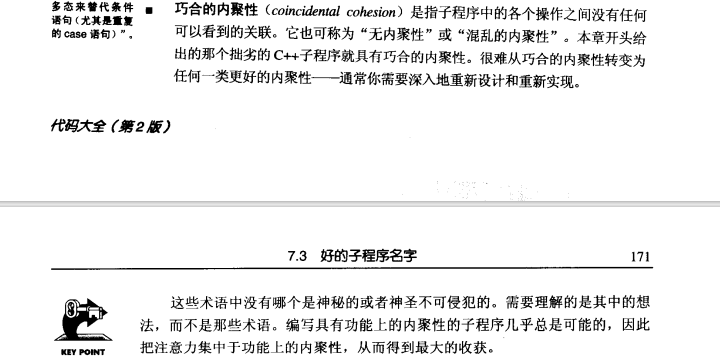 多态来替代条件
语句（尤其是重复
的 case 语句）”。
■ 巧合的内聚性（coincidental cohesion）是指子程序中的各个操作之间没有任何
可以看到的关联。它也可称为“无内聚性”或“混乱的内聚性”。本章开头给
出的那个拙劣的 C++子程序就具有巧合的内聚性。很难从巧合的内聚性转变为
任何一类更好的内聚性——通常你需要深入地重新设计和重新实现。
代码大全（第2版）
7.3 好的子程序名字 171
这些术语中没有哪个是神秘的或者神圣不可侵犯的。需要理解的是其中的想
法，而不是那些术语。编写具有功能上的内聚性的子程序几乎总是可能的，因此
把注意力集中于功能上的内聚性，从而得到最大的收获。
KEY POINT